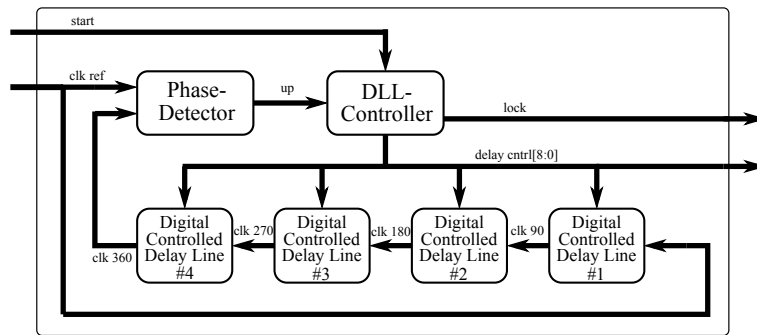 start
clk ref
Phase-
Detector
up
DLL-
Controller
lock
delay cntrl[8:0]
Digital
Controlled
Delay Line
#4
clk 270
Digital
Controlled
Delay Line
#3
clk 180
Digital
Controlled
Delay Line
#2
clk 90
Digital
Controlled
Delay Line
#1
clk 360